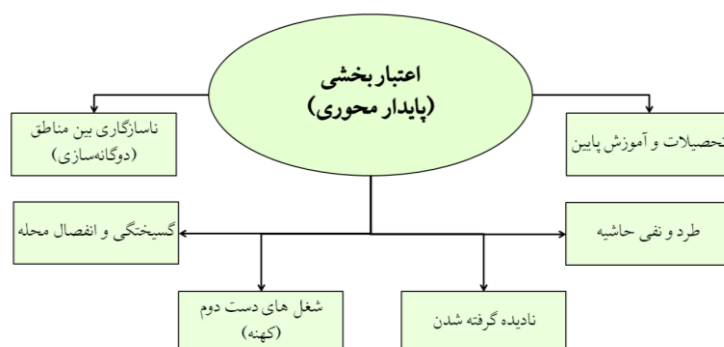 اعتباربخشی
(پایدار محوری)
تحصیلات و آموزش پایین
ناسازگاری بین مناطق
(دوگانه‌سازی)
طرد و نفی حاشیه
گسیختگی و انفصال محله
نادیده گرفته شدن
شغل های دست دوم
(کهنه)